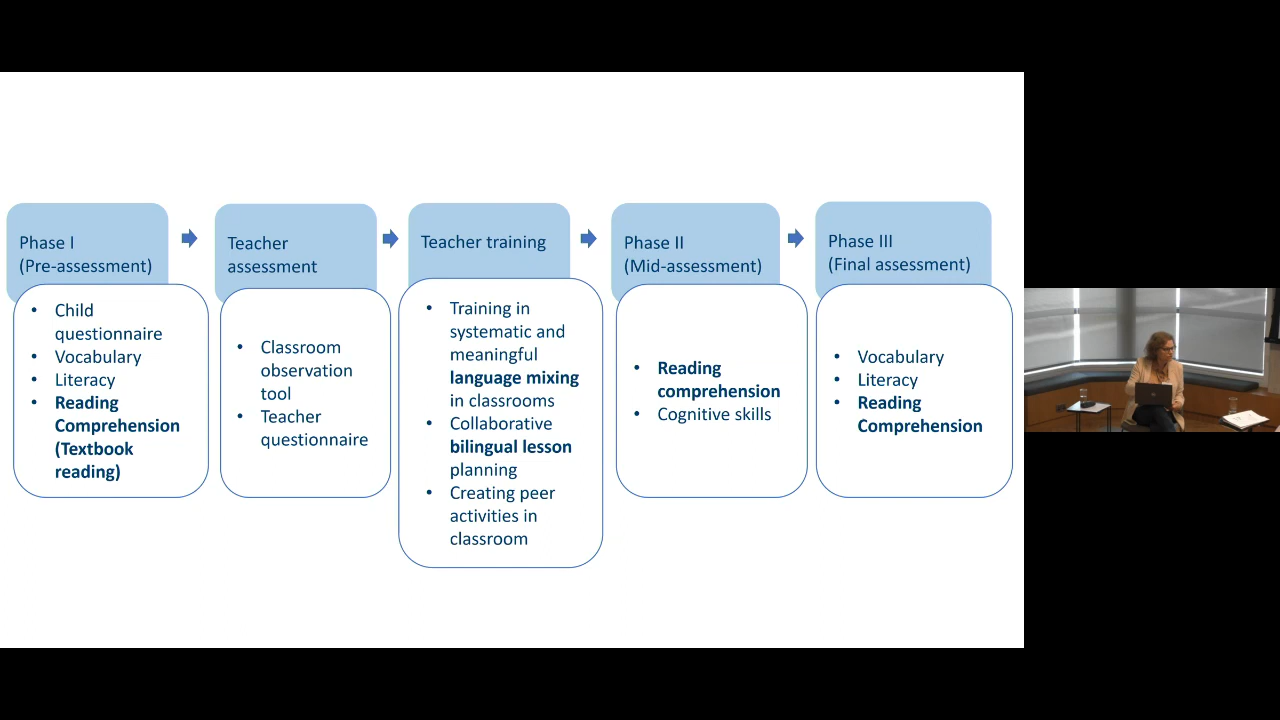 Phase I
(Pre-assessment)
• Child
questionnaire
• Vocabulary
• Literacy
• Reading
Comprehension
(Textbook
reading)
Teacher
assessment
• Classroom
observation
tool
• Teacher
questionnaire
Teacher training
• Training in
systematic and
meaningful
language mixing
in classrooms
• Collaborative
bilingual lesson
planning
• Creating peer
activities in
classroom
Phase II
(Mid-assessment)
• Reading
comprehension
• Cognitive skills
Phase III
(Final assessment)
• Vocabulary
• Literacy
• Reading
Comprehension